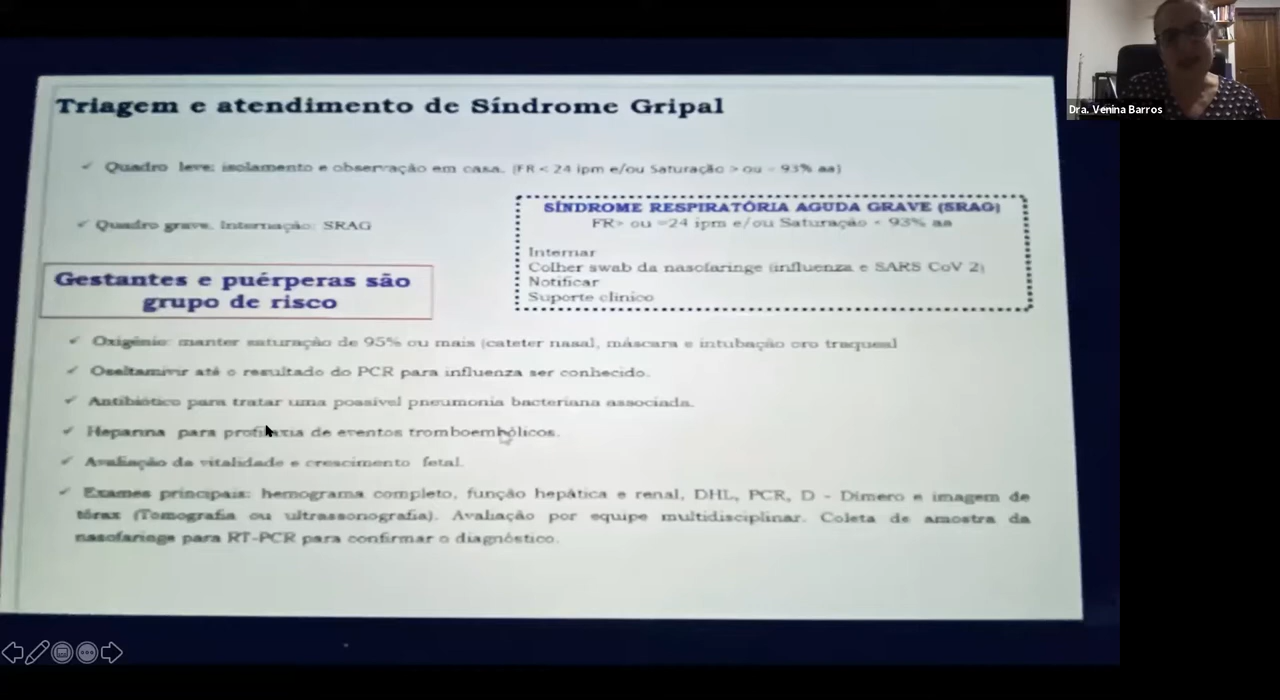 Dra. Venina Barros
Triagem e atendimento de Síndrome Gripal
✓ Quadro leve: isolamento e observação em casa. (FR < 24 ipm e/ou Saturação > ou = 93% aa)
✓ Quadro grave. Internação: SRAG
SÍNDROME RESPIRATÓRIA AGUDA GRAVE (SRAG)
FR> ou =24 ipm e/ou Saturação < 93% aa
Internar
Colher swab da nasofaringe (influenza e SARS CoV 2)
Notificar
Suporte clinico
Gestantes e puérperas são
grupo de risco
✓ Oxigênio: manter saturação de 95% ou mais (cateter nasal, máscara e intubação oro traqueal
✓ Oseltamivir até o resultado do PCR para influenza ser conhecido.
✓ Antibiótico para tratar uma possivel pneumonia bacteriana associada.
✓ Heparina para profilaxia de eventos tromboembólicos.
✓ Avaliação da vitalidade e crescimento fetal.
✓ Exames principais: hemograma completo, função hepática e renal, DHL, PCR, D - Dímero e imagem de
tórax (Tomografia ou ultrassonografia). Avaliação por equipe multidisciplinar. Coleta de amostra da
nasofaringe para RT-PCR para confirmar o diagnóstico.